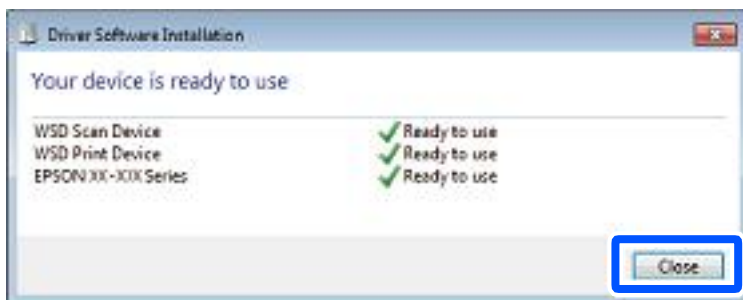 Driver Software Installation
Your device is ready to use
WSD Scan Device Ready to use
WSD Print Device Ready to use
EPSON XX-XXX Series Ready to use
Close